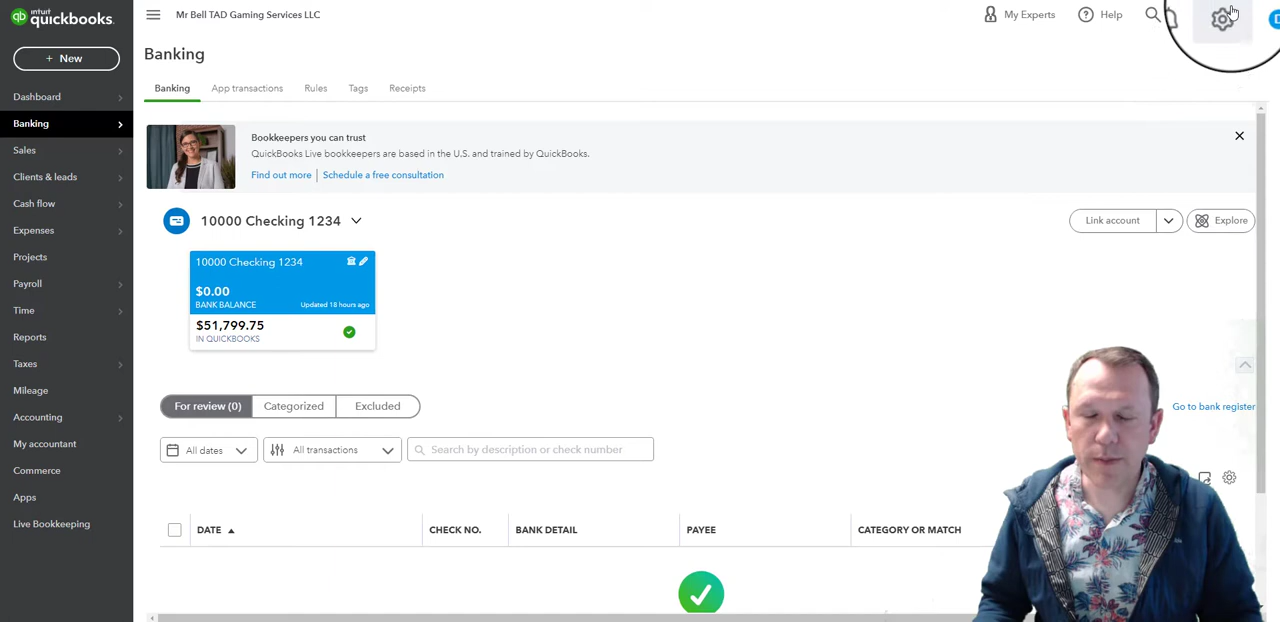 intuit
quickbooks.
Mr Bell TAD Gaming Services LLC
My Experts
Help
+ New
Dashboard
Banking
Sales
Clients & leads
Cash flow
Expenses
Projects
Payroll
Time
Reports
Taxes
Mileage
Accounting
My accountant
Commerce
Apps
Live Bookkeeping
Banking
Banking App transactions Rules Tags Receipts
Bookkeepers you can trust
QuickBooks Live bookkeepers are based in the U.S. and trained by QuickBooks.
Find out more | Schedule a free consultation
10000 Checking 1234
Link account
Explore
10000 Checking 1234
$0.00
BANK BALANCE Updated 18 hours ago
$51,799.75
IN QUICKBOOKS
For review (0) Categorized Excluded
Go to bank register
All dates All transactions Search by description or check number
DATE CHECK NO. BANK DETAIL PAYEE CATEGORY OR MATCH